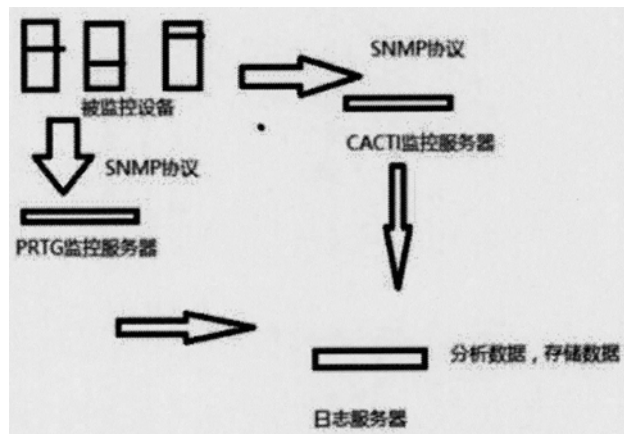 SNMP协议
被监控设备
CACTI监控服务器
SNMP协议
PRTG监控服务器
分析数据，存储数据
日志服务器